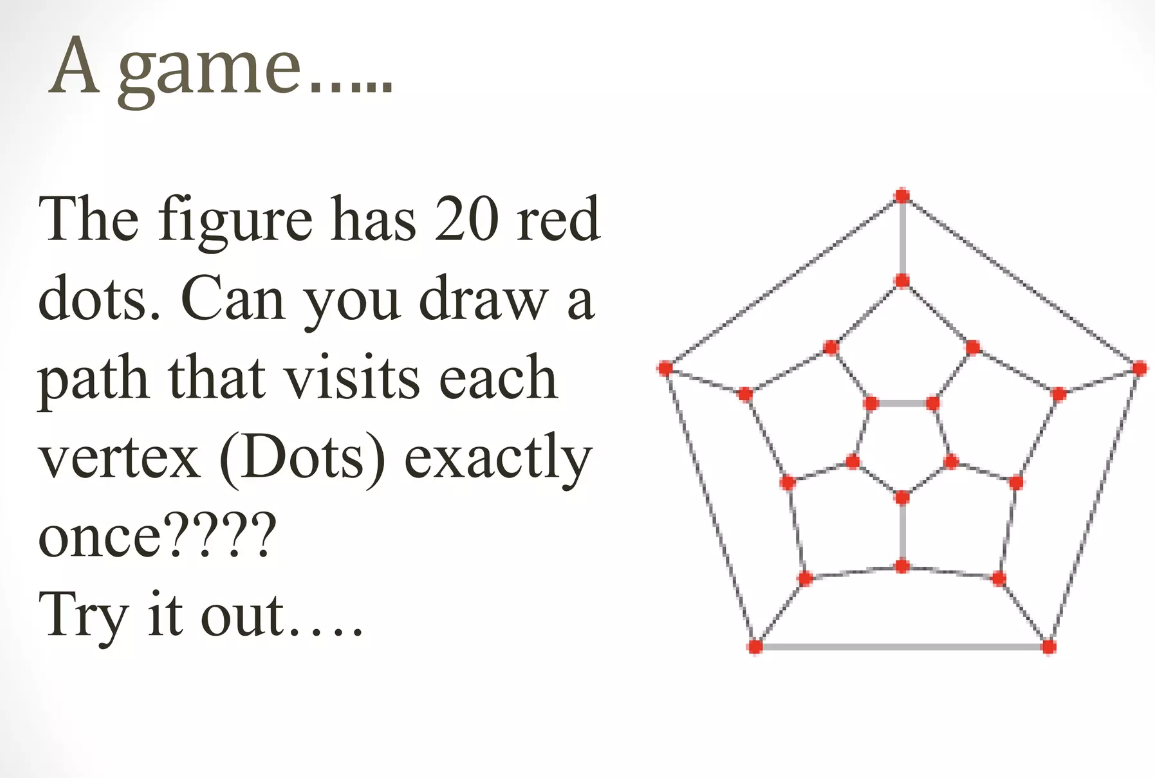 A game…..
The figure has 20 red
dots. Can you draw a
path that visits each
vertex (Dots) exactly
once????
Try it out….